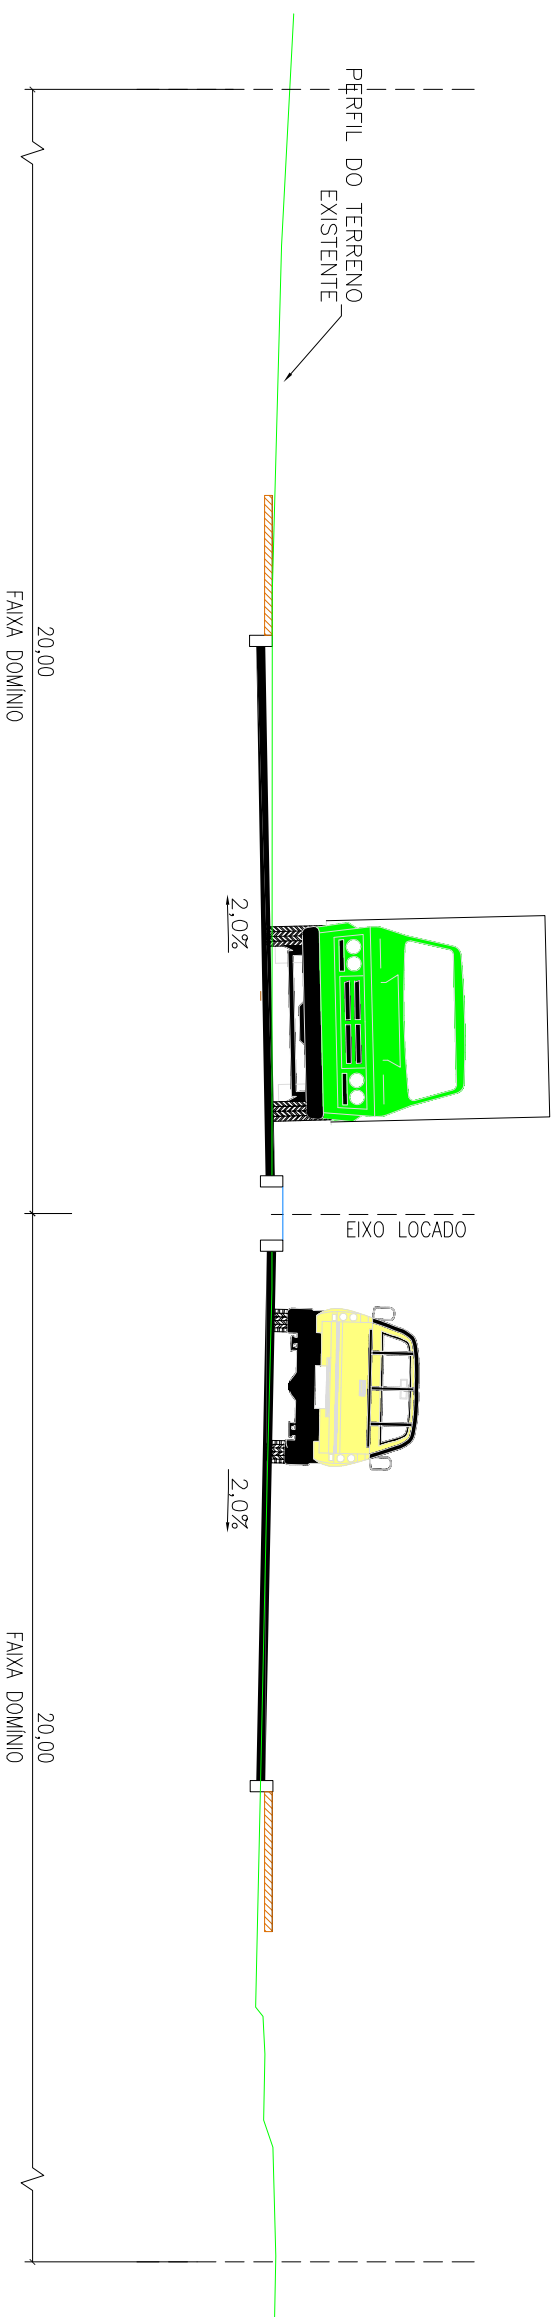 PERFIL DO TERRENO
EXISTENTE
20,00
FAIXA DOMÍNIO
2,0%
EIXO LOCADO
2,0%
20,00
FAIXA DOMÍNIO